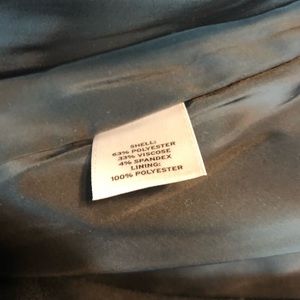 SHELL:
63% POLYESTER
33% VISCOSE
4% SPANDEX
LINING:
100% POLYESTER